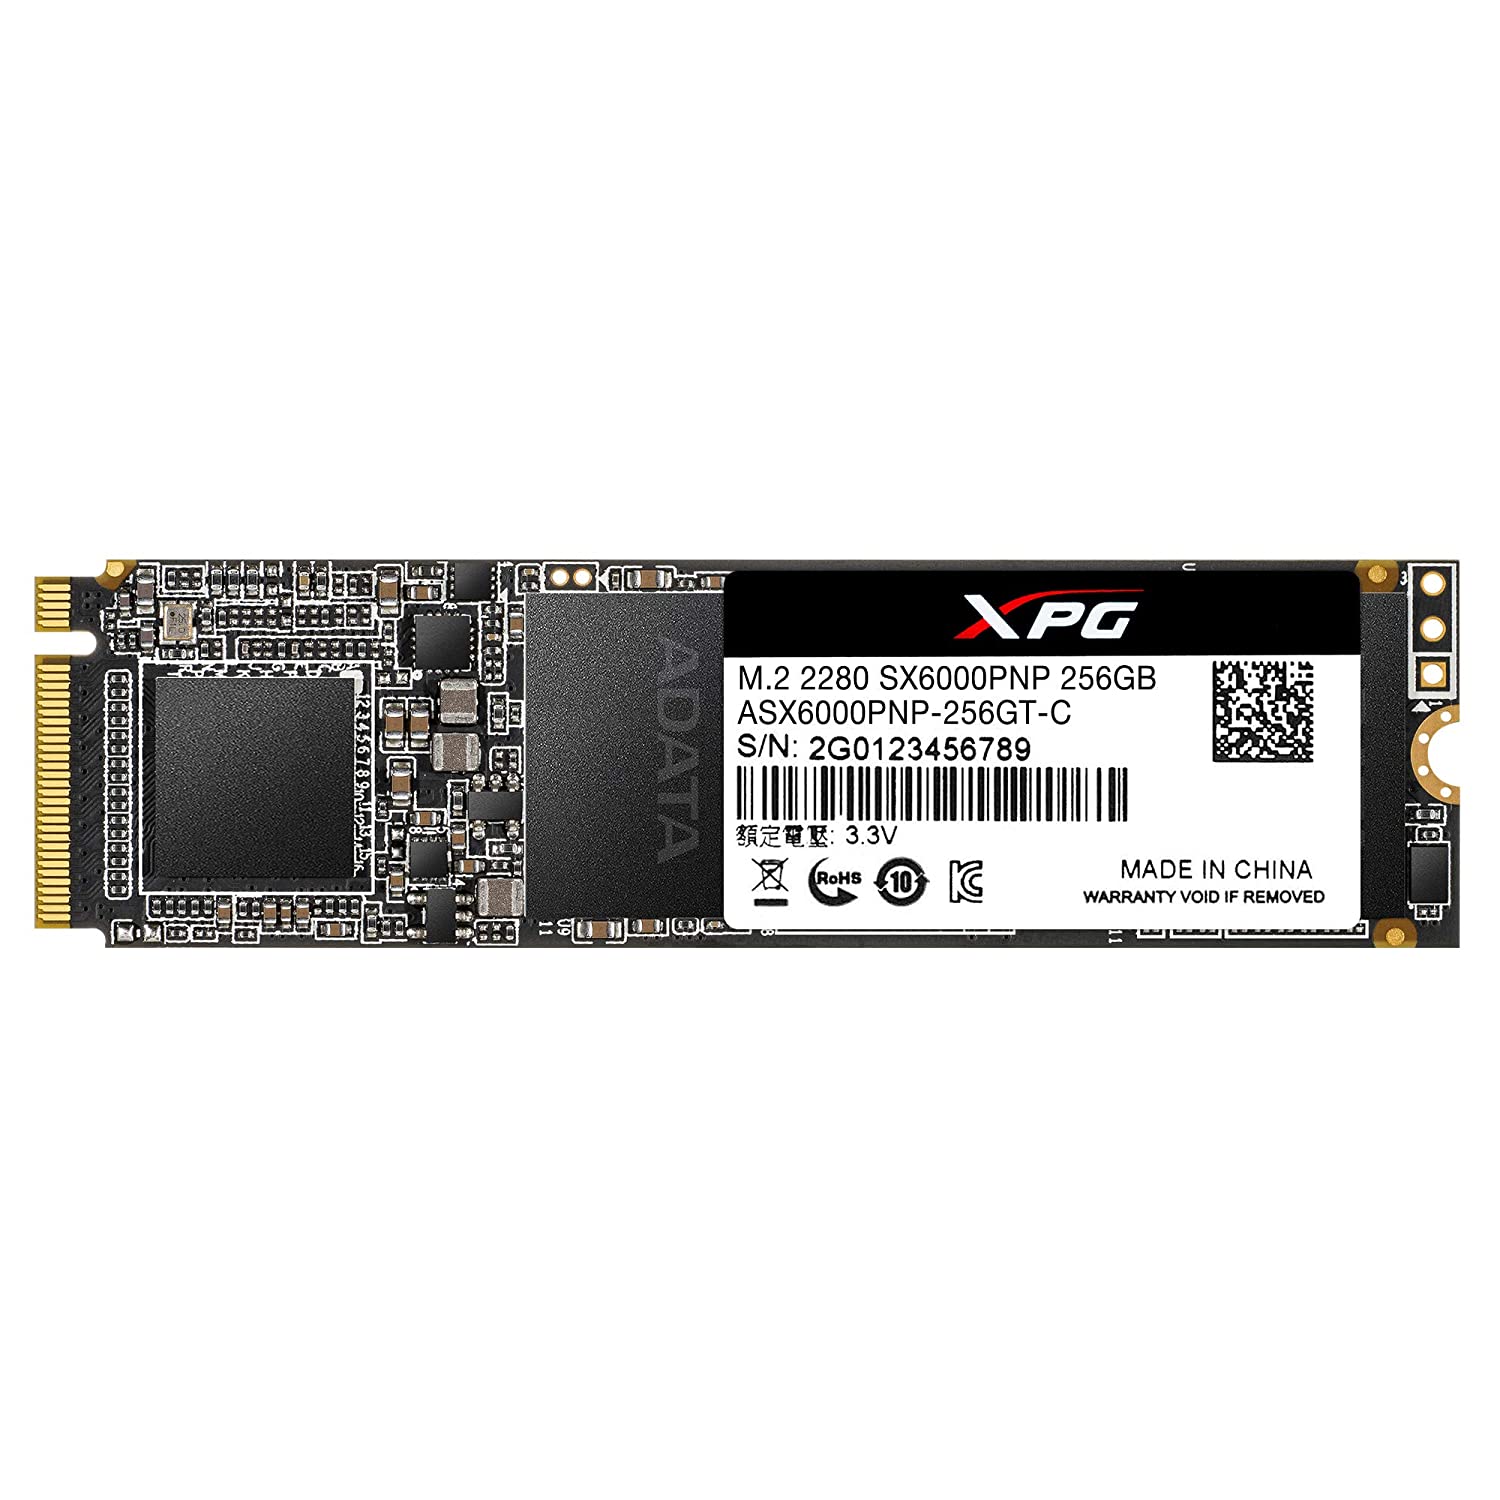 XPG
M.2 2280 SX6000PNP 256GB
ASX6000PNP-256GT-C
S/N: 2G0123456789
額定電壓: 3.3V
RoHS
10
MADE IN CHINA
WARRANTY VOID IF REMOVED
ADATA